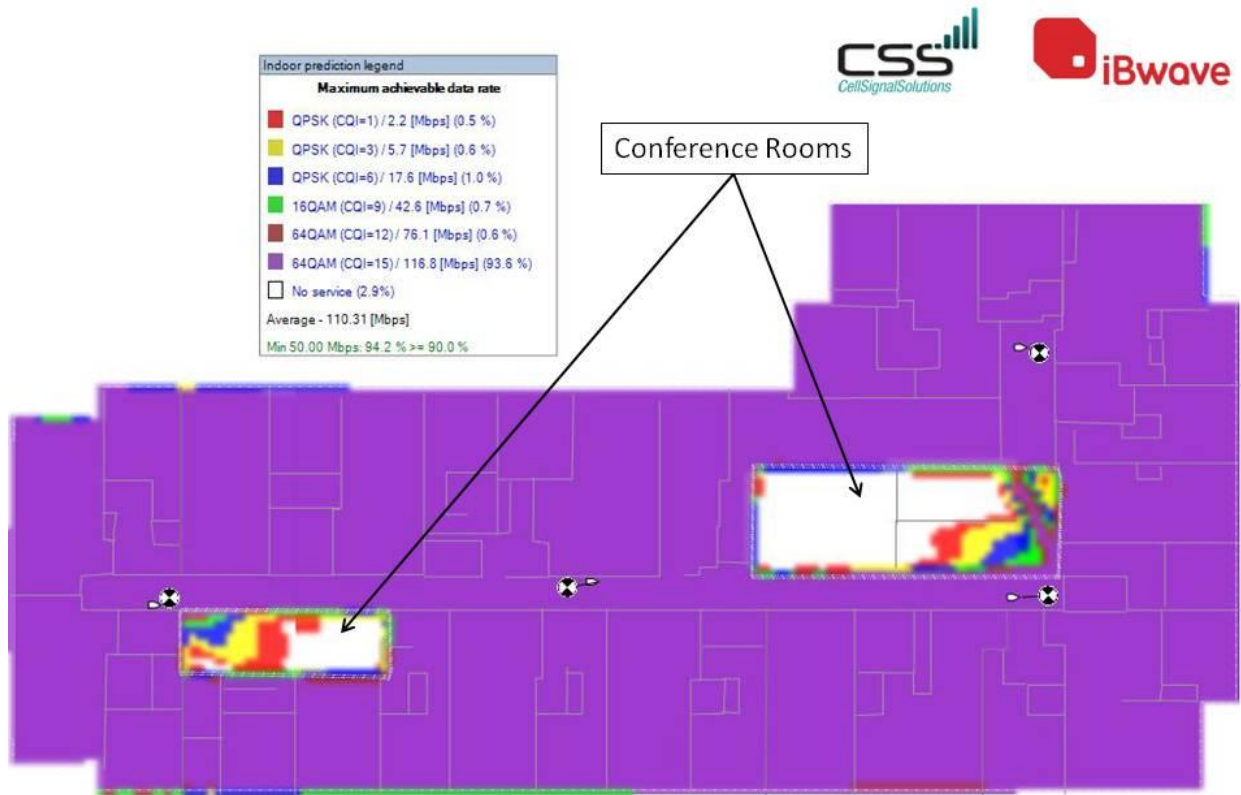 CSS
CellSignalSolutions
iBwave
Indoor prediction legend
Maximum achievable data rate
QPSK (CQI=1) / 2.2 [Mbps] (0.5 %)
QPSK (CQI=3) / 5.7 [Mbps] (0.6 %)
QPSK (CQI=6) / 17.6 [Mbps] (1.0 %)
16QAM (CQI=9) / 42.6 [Mbps] (0.7 %)
64QAM (CQI=12) / 76.1 [Mbps] (0.6 %)
64QAM (CQI=15) / 116.8 [Mbps] (93.6 %)
No service (2.9%)
Average - 110.31 [Mbps]
Min 50.00 Mbps: 94.2 % >= 90.0 %
Conference Rooms